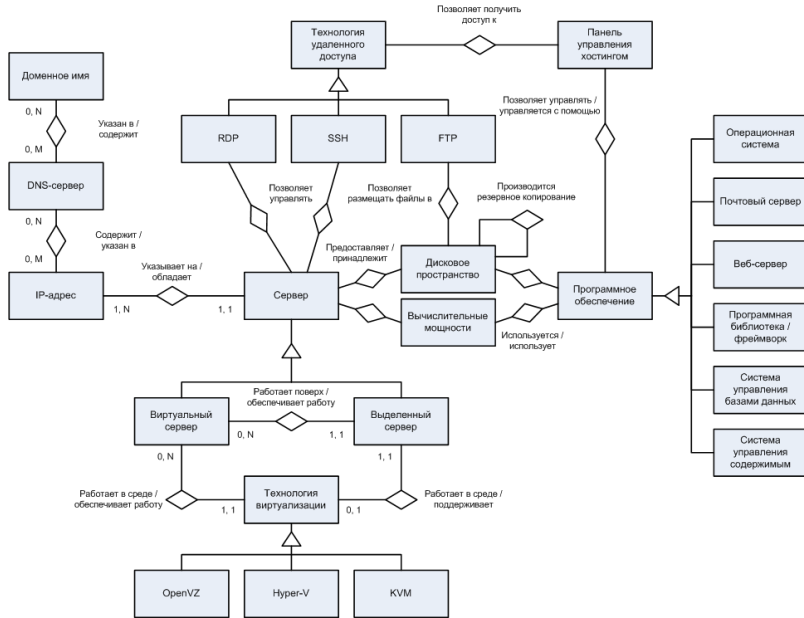 Позволяет получить
доступ к
Технология
удаленного
доступа
Панель
управления
хостингом
Доменное имя
0, N
Указан в /
содержит
0, M
DNS-сервер
0, N
Содержит /
указан в
0, M
IP-адрес
1, N
Указывает на /
обладает
1, 1
Сервер
RDP
SSH
FTP
Позволяет
управлять
Позволяет
размещать файлы в
Производится
резервное копирование
Позволяет управлять /
управляется с помощью
Предоставляет /
принадлежит
Дисковое
пространство
Вычислительные
мощности
Используется /
использует
Программное
обеспечение
Операционная
система
Почтовый сервер
Веб-сервер
Программная
библиотека /
фреймворк
Система
управления
базами данных
Система
управления
содержимым
Виртуальный
сервер
Работает поверх /
обеспечивает работу
0, N
1, 1
Выделенный
сервер
0, N
1, 1
Работает в среде /
обеспечивает работу
1, 1
Технология
виртуализации
0, 1
Работает в среде /
поддерживает
OpenVZ
Hyper-V
KVM